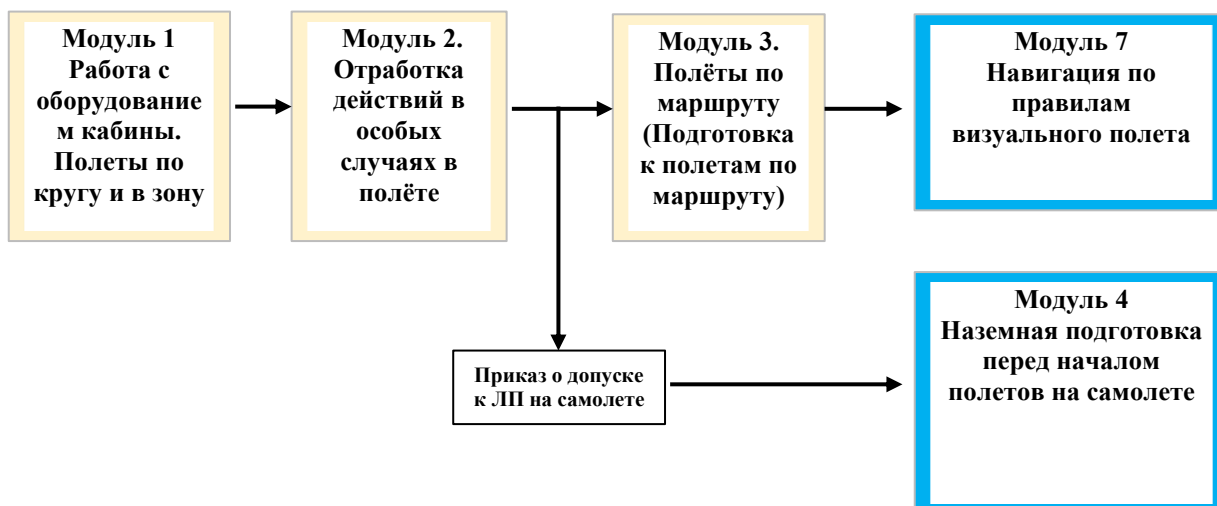 Модуль 1
Работа с
оборудование
м кабины.
Полеты по
кругу и в зону
Модуль 2.
Отработка
действий в
особых
случаях в
полёте
Модуль 3.
Полёты по
маршруту
(Подготовка
к полетам по
маршруту)
Модуль 7
Навигация по
правилам
визуального полета
Приказ о допуске
к ЛП на самолете
Модуль 4
Наземная подготовка
перед началом
полетов на самолете